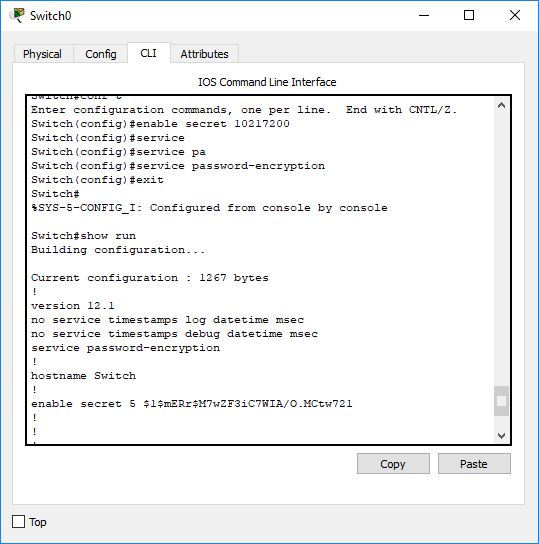 Switch0
Physical Config CLI Attributes
IOS Command Line Interface
Switch#conf t
Enter configuration commands, one per line.  End with CNTL/Z.
Switch(config)#enable secret 10217200
Switch(config)#service
Switch(config)#service pa
Switch(config)#service password-encryption
Switch(config)#exit
Switch#
%SYS-5-CONFIG_I: Configured from console by console
Switch#show run
Building configuration...
Current configuration : 1267 bytes
!
version 12.1
no service timestamps log datetime msec
no service timestamps debug datetime msec
service password-encryption
!
hostname Switch
!
enable secret 5 $1$mERr$M7wZF3iC7WIA/O.MCtw721
!
!
!
Copy Paste
Top